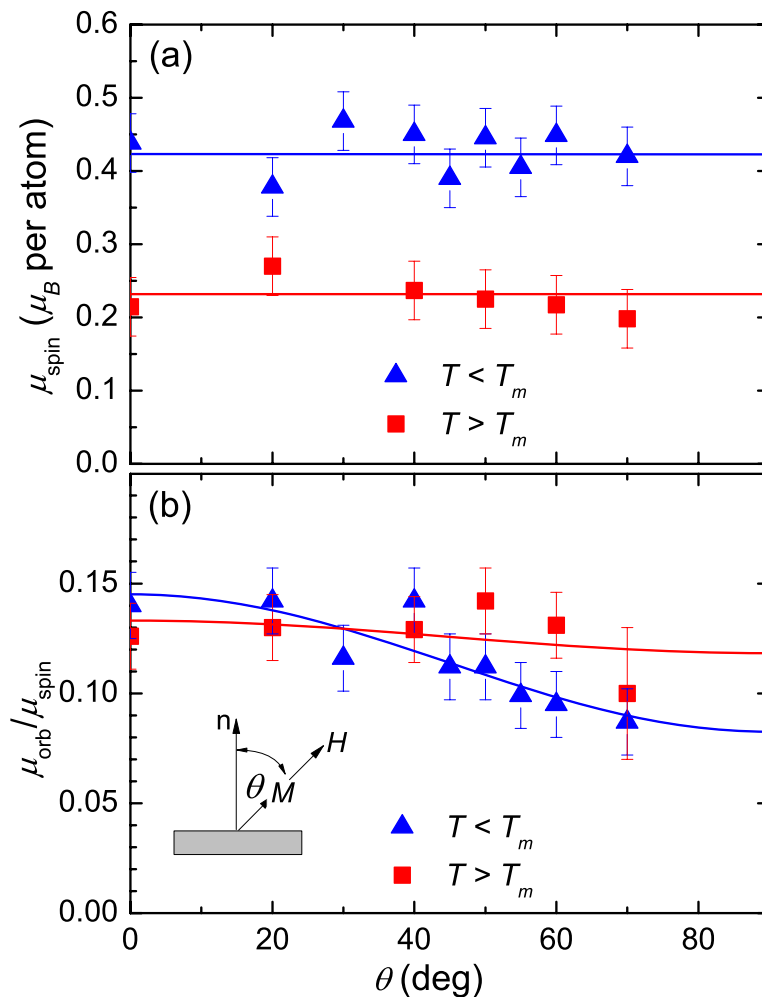 (a)
0.6
0.5
0.4
0.3
0.2
0.1
0.0
μspin (μB per atom)
T < Tm
T > Tm
(b)
0.15
0.10
0.05
0.00
μorb/μspin
n
H
θ
M
T < Tm
T > Tm
0 20 40 60 80
θ (deg)